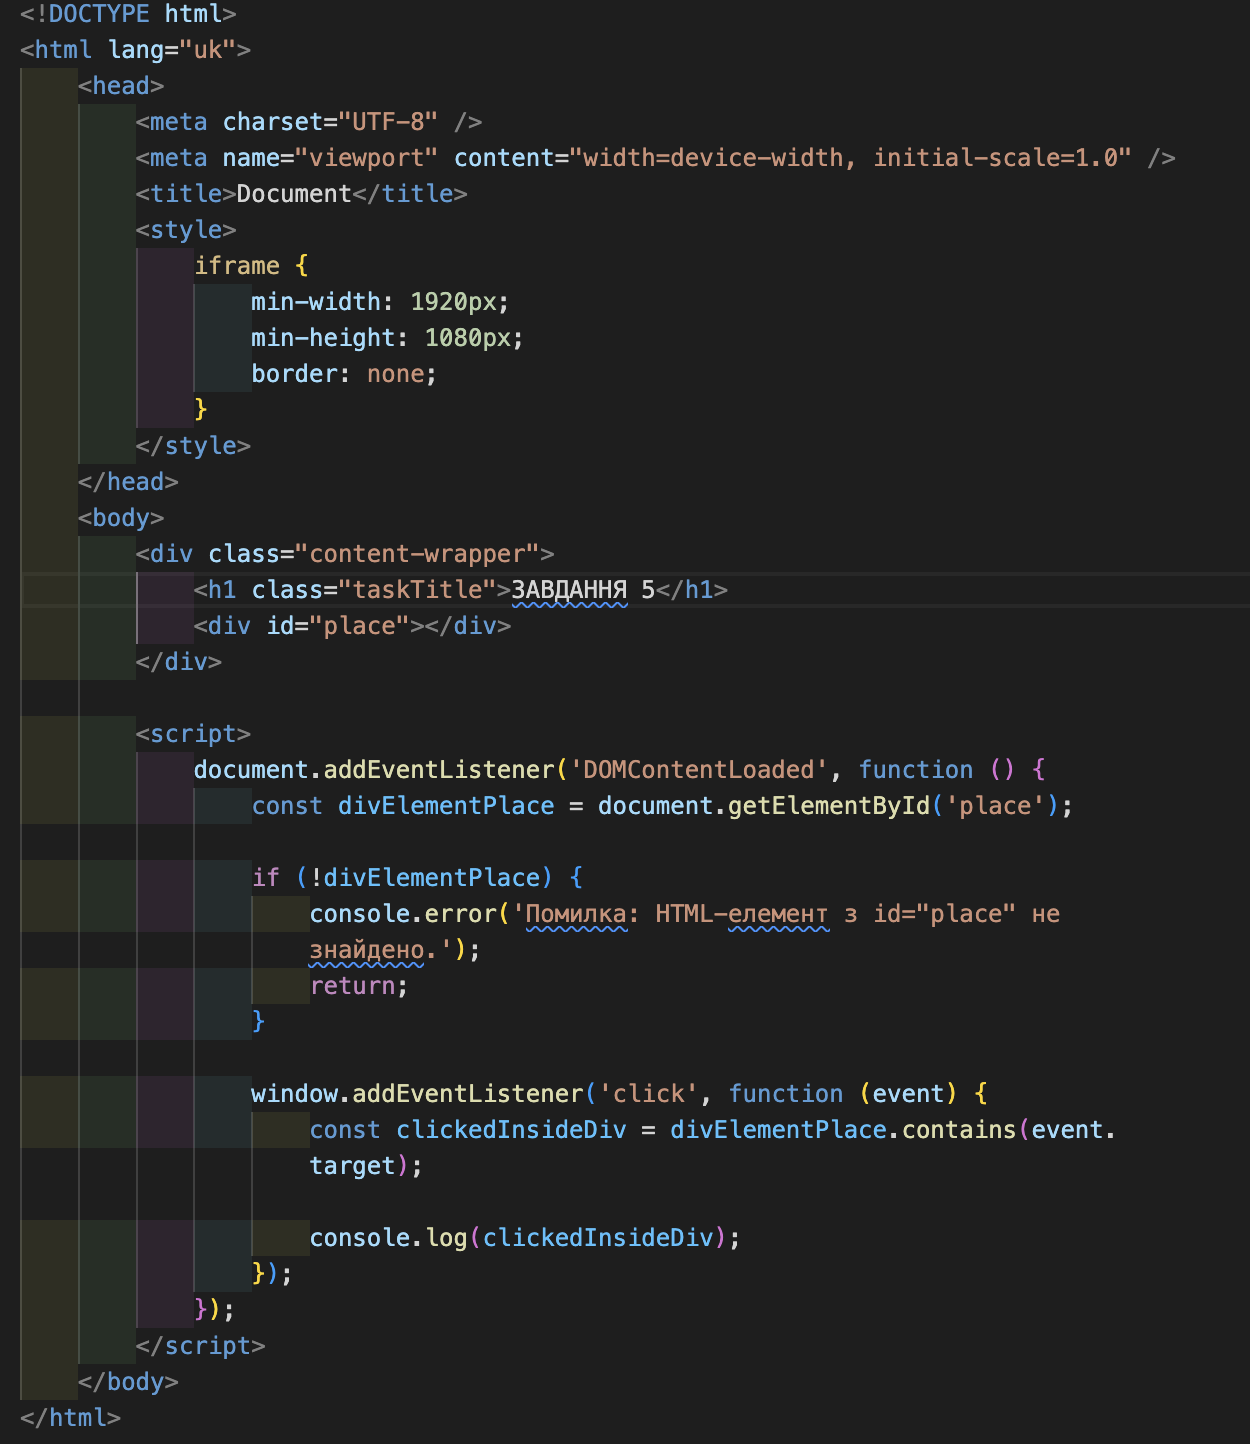 <!DOCTYPE html>
<html lang="uk">
<head>
<meta charset="UTF-8" />
<meta name="viewport" content="width=device-width, initial-scale=1.0" />
<title>Document</title>
<style>
iframe {
min-width: 1920px;
min-height: 1080px;
border: none;
}
</style>
</head>
<body>
<div class="content-wrapper">
<h1 class="taskTitle">ЗАВДАННЯ 5</h1>
<div id="place"></div>
</div>
<script>
document.addEventListener('DOMContentLoaded', function () {
const divElementPlace = document.getElementById('place');
if (!divElementPlace) {
console.error('Помилка: HTML-елемент з id="place" не
знайдено.');
return;
}
window.addEventListener('click', function (event) {
const clickedInsideDiv = divElementPlace.contains(event.
target);
console.log(clickedInsideDiv);
});
});
</script>
</body>
</html>